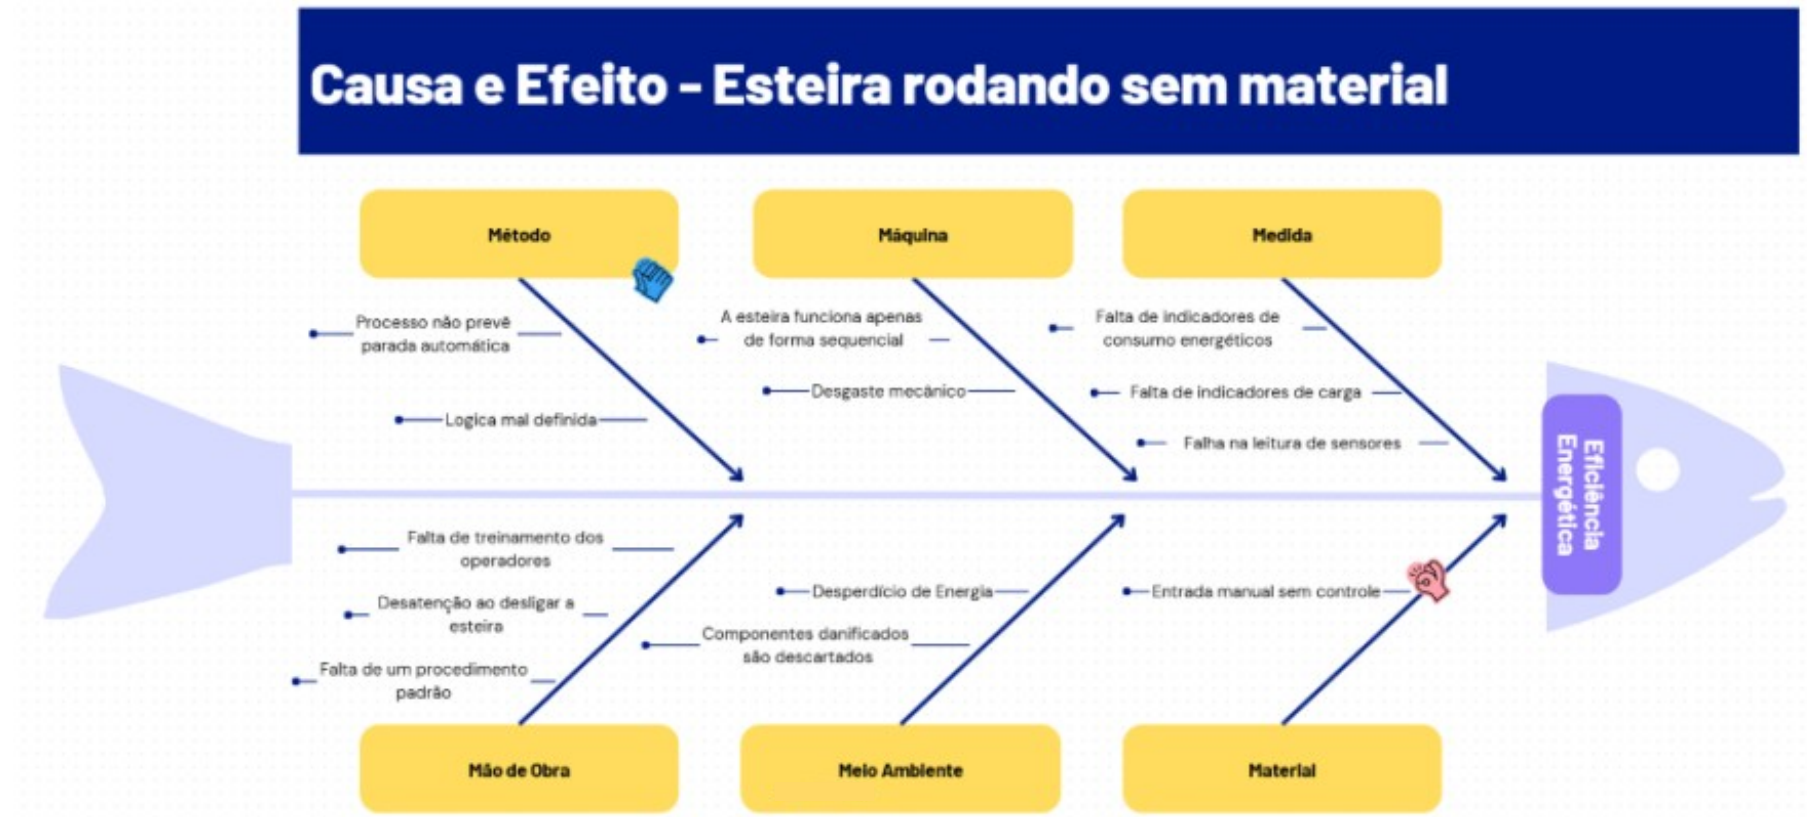 Causa e Efeito - Esteira rodando sem material
Método
Máquina
Medida
Processo não prevê
parada automática
Logica mal definida
A esteira funciona apenas
de forma sequencial
Desgaste mecânico
Falta de indicadores de
consumo energéticos
Falta de indicadores de carga
Falha na leitura de sensores
Eficiência
Energética
Falta de treinamento dos
operadores
Desatenção ao desligar a
esteira
Falta de um procedimento
padrão
Desperdício de Energia
Componentes danificados
são descartados
Entrada manual sem controle
Mão de Obra
Meio Ambiente
Material